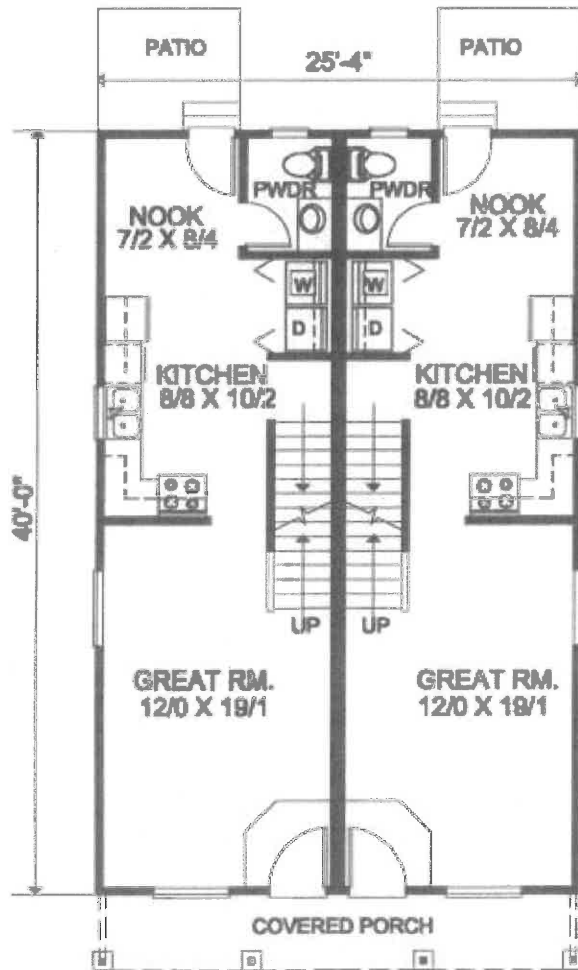 PATIO
PATIO
25'-4"
PWDR
PWDR
NOOK
7/2 X 8/4
NOOK
7/2 X 8/4
W
W
D
D
KITCHEN
8/8 X 10/2
KITCHEN
8/8 X 10/2
40'-0"
UP
UP
GREAT RM.
12/0 X 19/1
GREAT RM.
12/0 X 19/1
COVERED PORCH